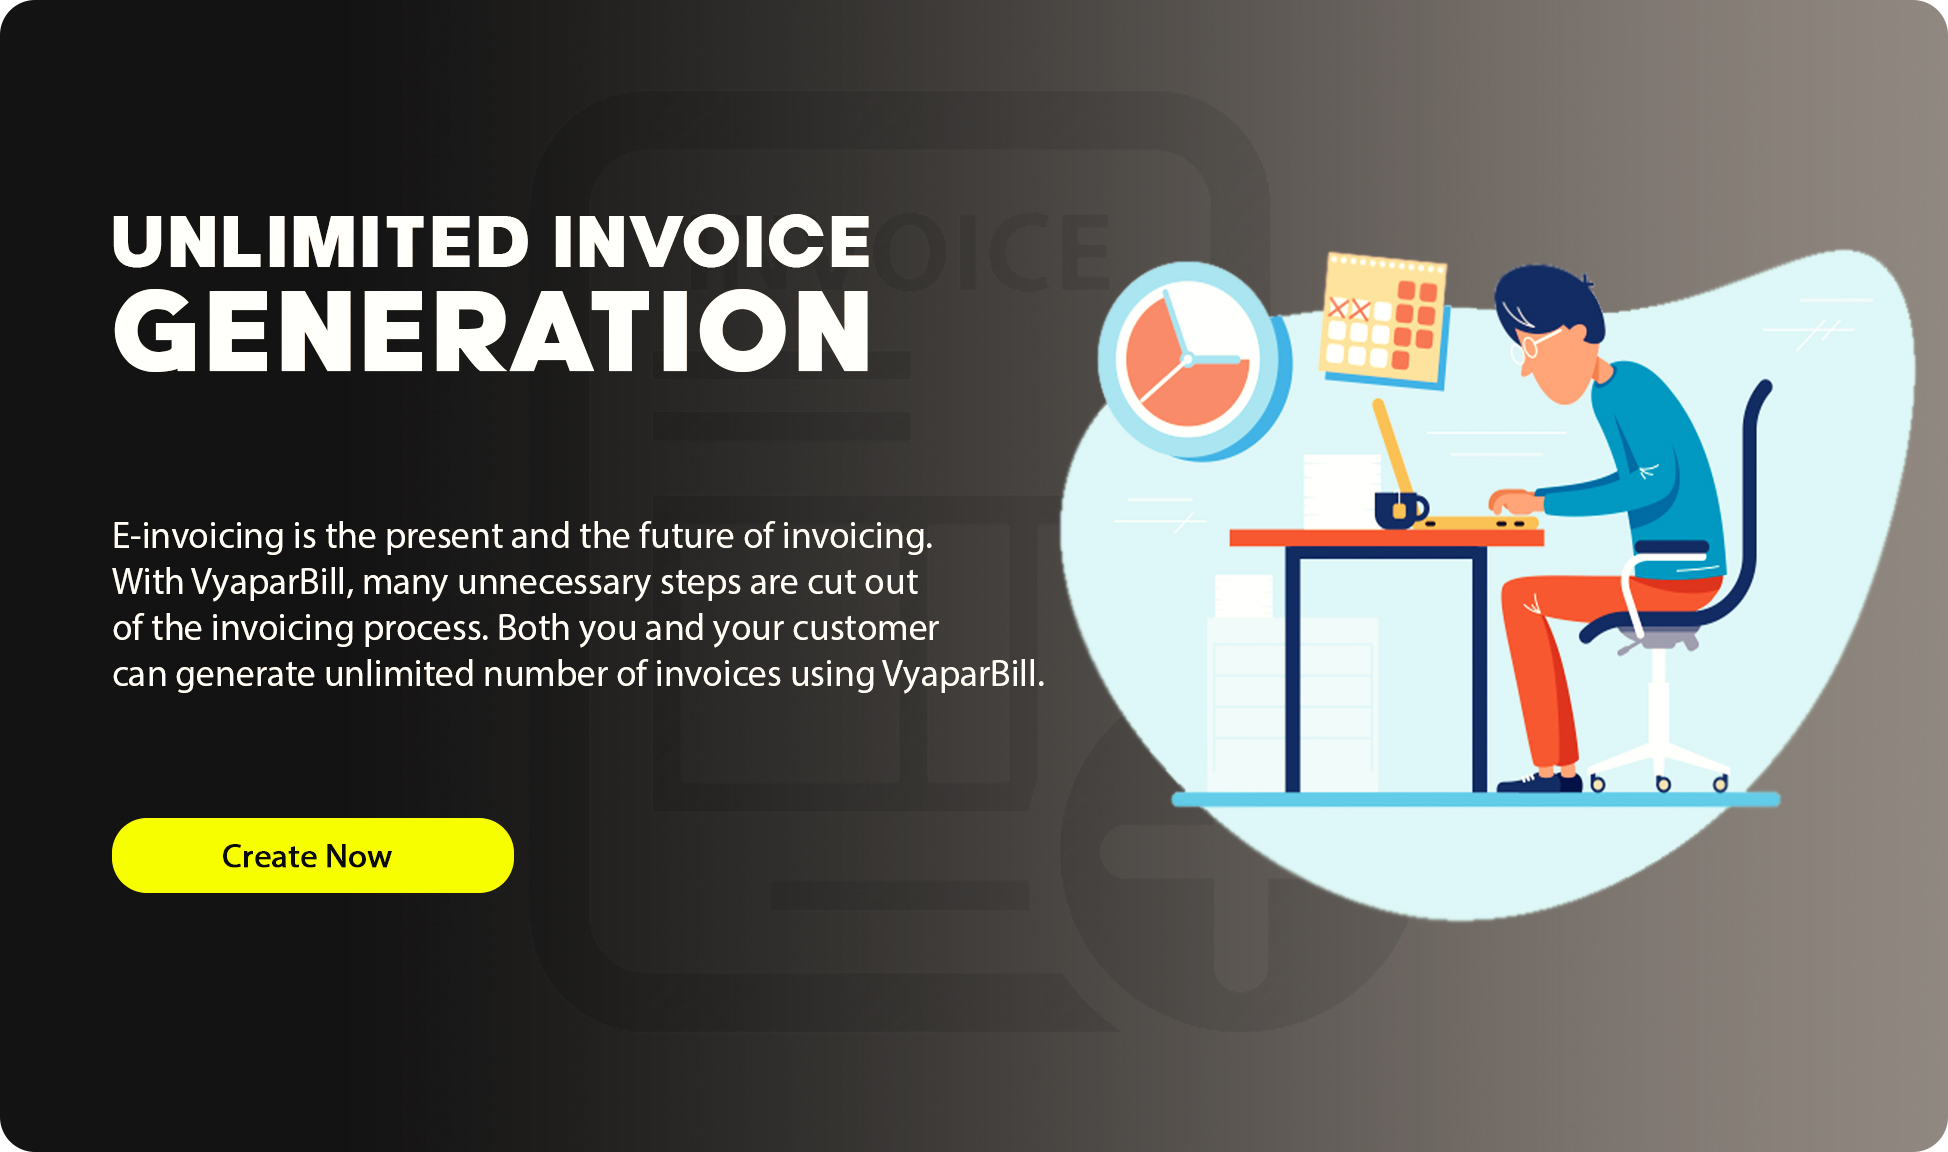 UNLIMITED INVOICE
GENERATION
INVOICE
E-invoicing is the present and the future of invoicing.
With VyaparBill, many unnecessary steps are cut out
of the invoicing process. Both you and your customer
can generate unlimited number of invoices using VyaparBill.
Create Now